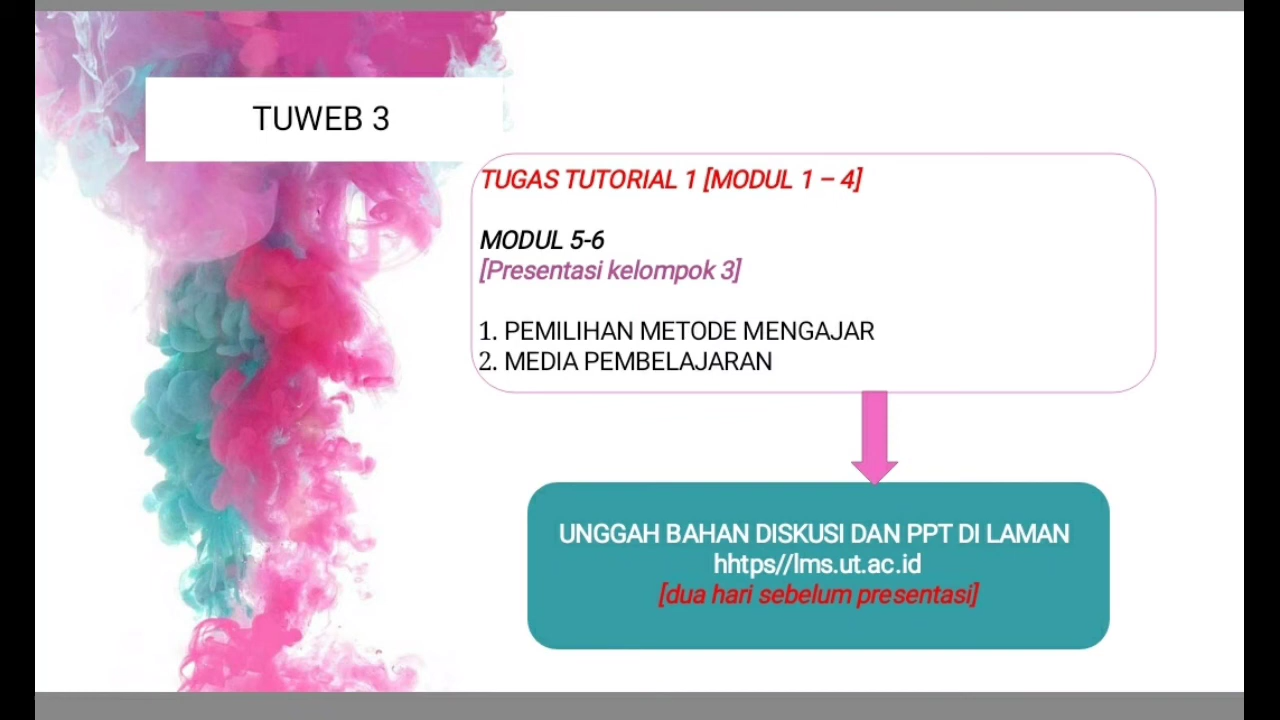 TUWEB 3
TUGAS TUTORIAL 1 [MODUL 1 – 4]
MODUL 5-6
[Presentasi kelompok 3]
1. PEMILIHAN METODE MENGAJAR
2. MEDIA PEMBELAJARAN
UNGGAH BAHAN DISKUSI DAN PPT DI LAMAN
hhtps//lms.ut.ac.id
[dua hari sebelum presentasi]